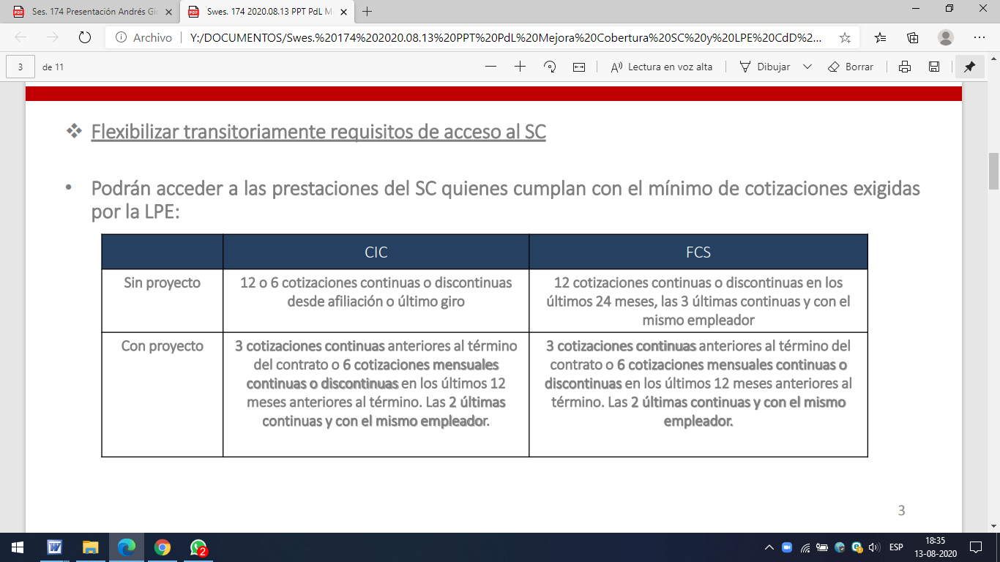 Ses. 174 Presentación Andrés Gio
Swes. 174 2020.08.13 PPT PdL M
Archivo
Y:/DOCUMENTOS/Swes.%20174%202020.08.13%20PPT%20PdL%20Mejora%20Cobertura%20SC%20y%20LPE%20CdD%2...
3 de 11
Lectura en voz alta
Dibujar
Borrar
❖ Flexibilizar transitoriamente requisitos de acceso al SC
• Podrán acceder a las prestaciones del SC quienes cumplan con el mínimo de cotizaciones exigidas
por la LPE:
CIC
FCS
Sin proyecto
12 o 6 cotizaciones continuas o discontinuas
desde afiliación o último giro
12 cotizaciones continuas o discontinuas en los
últimos 24 meses, las 3 últimas continuas y con el
mismo empleador
Con proyecto
3 cotizaciones continuas anteriores al término
del contrato o 6 cotizaciones mensuales
continuas o discontinuas en los últimos 12
meses anteriores al término. Las 2 últimas
continuas y con el mismo empleador.
3 cotizaciones continuas anteriores al término del
contrato o 6 cotizaciones mensuales continuas o
discontinuas en los últimos 12 meses anteriores al
término. Las 2 últimas continuas y con el mismo
empleador.
3
2
ESP
18:35
13-08-2020